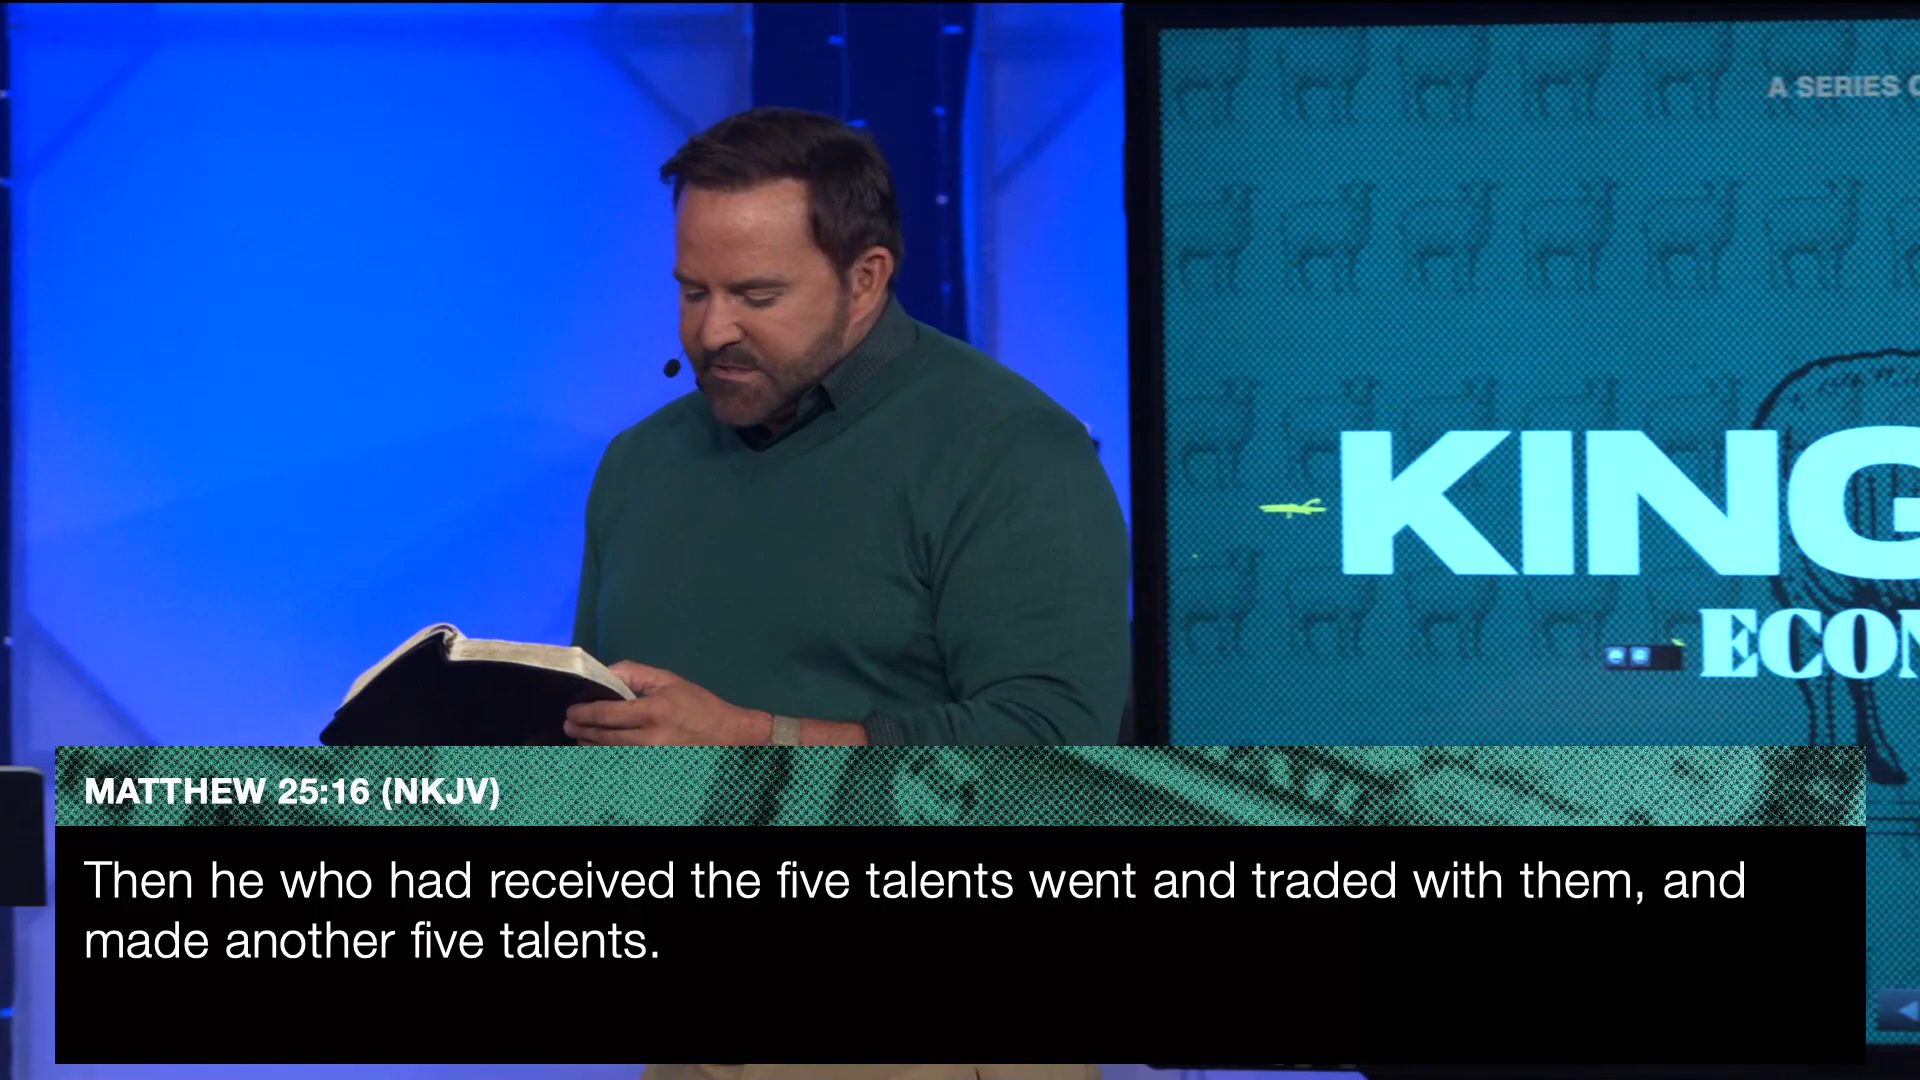 A SERIES
KING
ECON
MATTHEW 25:16 (NKJV)
Then he who had received the five talents went and traded with them, and
made another five talents.